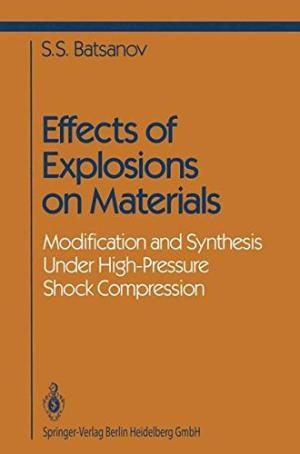 S.S. Batsanov
Effects of
Explosions
on Materials
Modification and Synthesis
Under High-Pressure
Shock Compression
Springer-Verlag Berlin Heidelberg GmbH